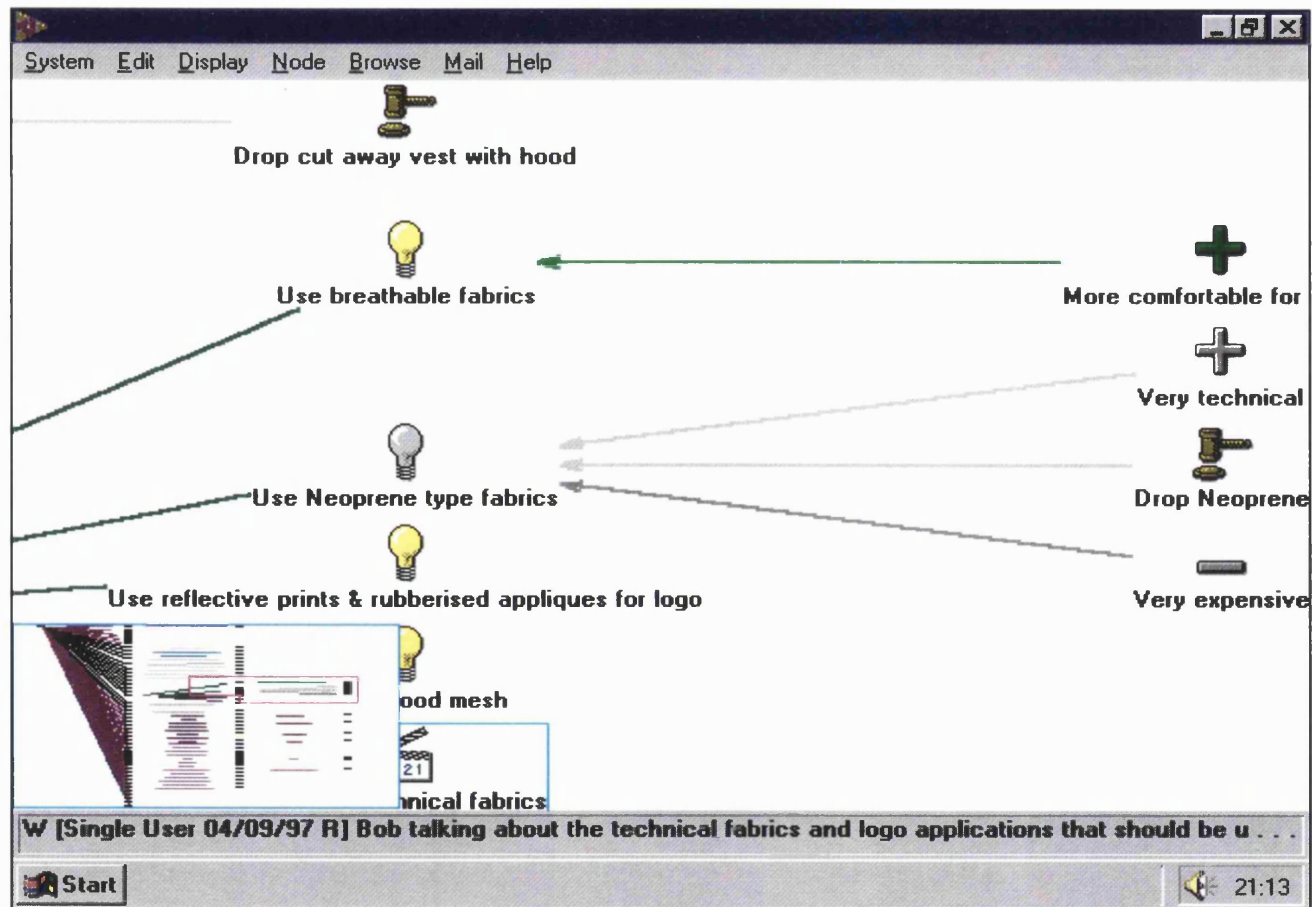 System Edit Display Node Browse Mail Help
Drop cut away vest with hood
Use breathable fabrics
More comfortable for
Very technical
Use Neoprene type fabrics
Drop Neoprene
Use reflective prints & rubberised appliques for logo
Very expensive
ood mesh
21
nical fabrics
W [Single User 04/09/97 R] Bob talking about the technical fabrics and logo applications that should be u . . .
Start
21:13